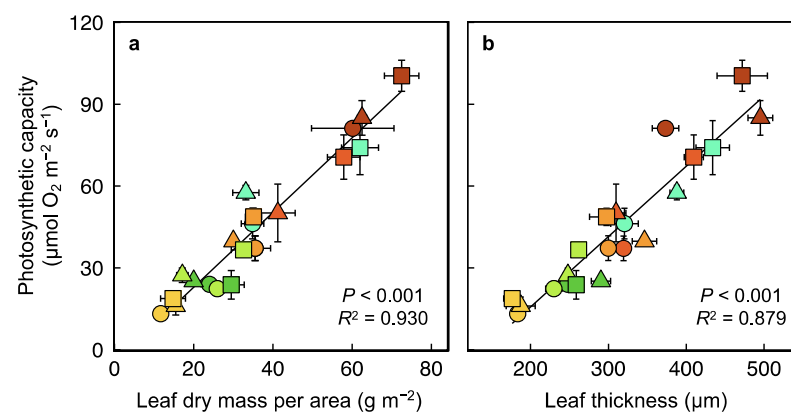 Photosynthetic capacity
(μmol O₂ m⁻² s⁻¹)
120
90
60
30
0
a
P < 0.001
R² = 0.930
0 20 40 60 80
Leaf dry mass per area (g m⁻²)
b
P < 0.001
R² = 0.879
200 300 400 500
Leaf thickness (μm)